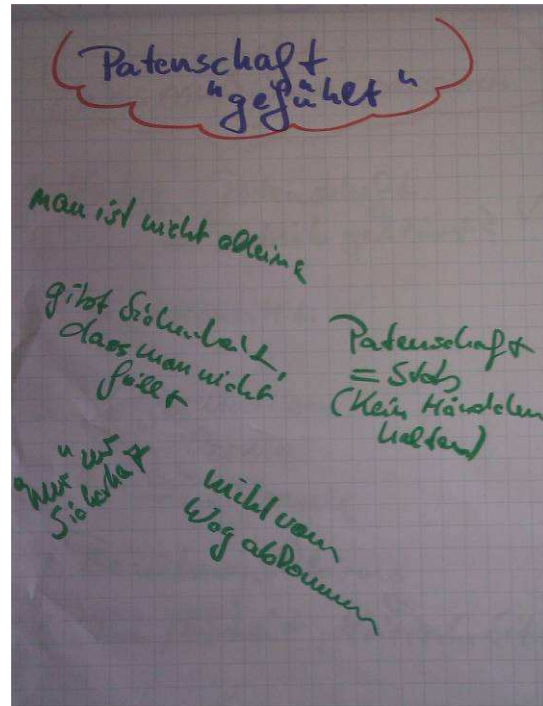 Patenschaft
"gefühlt"
man ist nicht alleine
gibt Sicherheit,
dass man nicht
fällt
Patenschaft
= Stab
(Kein Händchen
halten)
Sicherheit
nicht vom
Weg abkommen